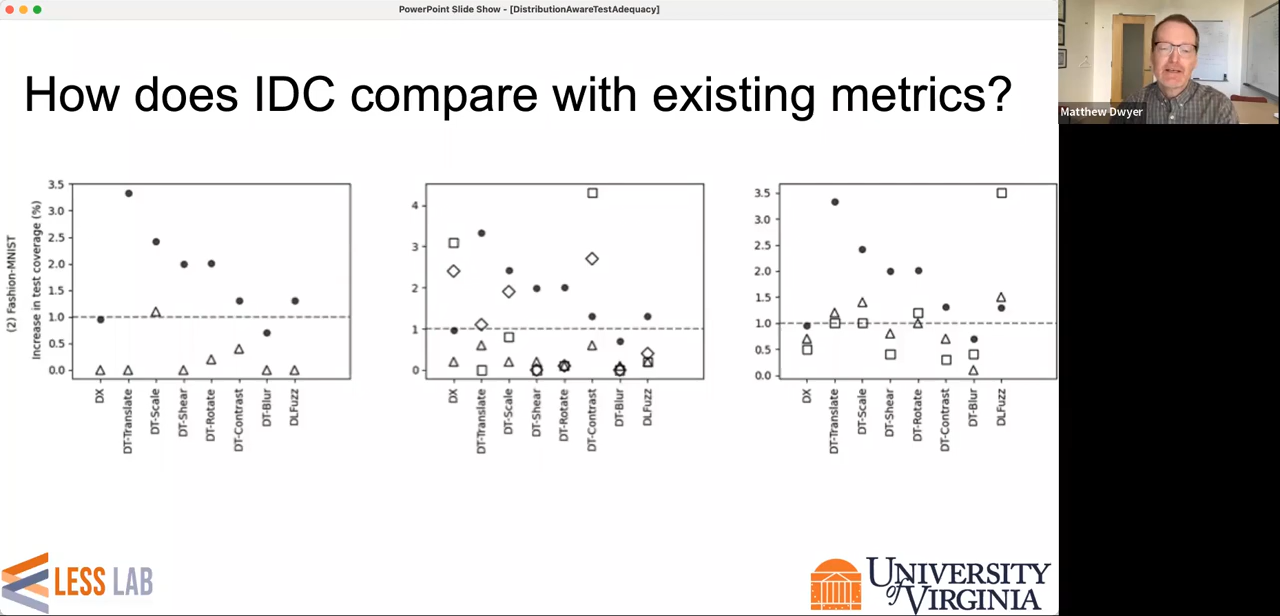 PowerPoint Slide Show - [DistributionAwareTestAdequacy]
How does IDC compare with existing metrics?
Matthew Dwyer
(2) Fashion-MNIST
Increase in test coverage (%)
3.5
3.0
2.5
2.0
1.5
1.0
0.5
0.0
DX
DT-Translate
DT-Scale
DT-Shear
DT-Rotate
DT-Contrast
DT-Blur
DLFuzz
4
3
2
1
0
DX
DT-Translate
DT-Scale
DT-Shear
DT-Rotate
DT-Contrast
DT-Blur
DLFuzz
3.5
3.0
2.5
2.0
1.5
1.0
0.5
0.0
DX
DT-Translate
DT-Scale
DT-Shear
DT-Rotate
DT-Contrast
DT-Blur
DLFuzz
LESS LAB
UNIVERSITY
of VIRGINIA